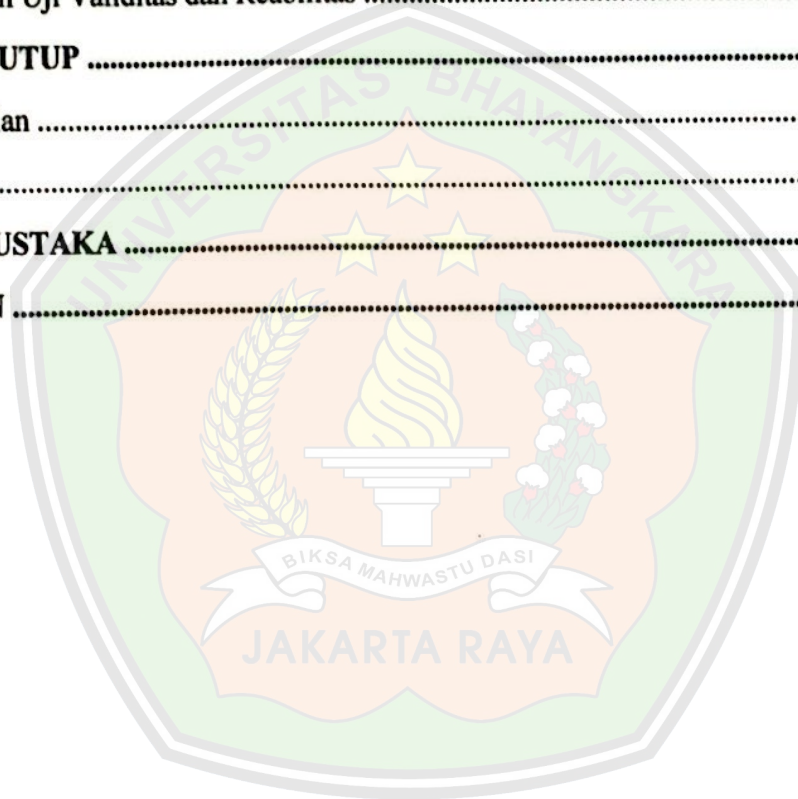 Uji Validitas dan Reabilitas ..........
UTUP ..........
an ..........
..........
USTAKA ..........
N ..........
UNIVERSITAS BHAYANGKARA
BIKSA MAHWASTU DASI
JAKARTA RAYA